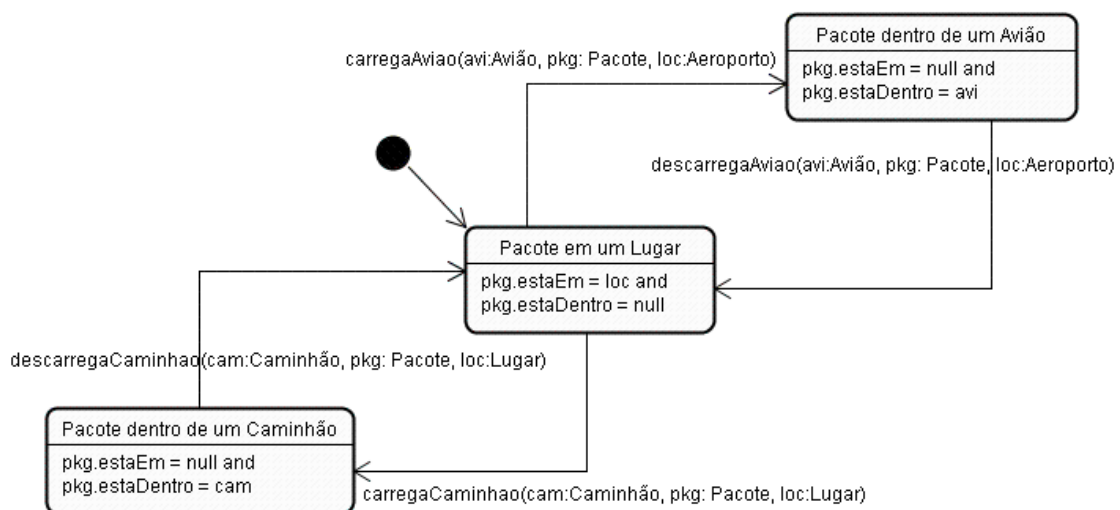 Pacote dentro de um Avião
carregaAviao(avi:Avião, pkg: Pacote, loc:Aeroporto)
pkg.estaEm = null and
pkg.estaDentro = avi
descarregaAviao(avi:Avião, pkg: Pacote, loc:Aeroporto)
Pacote em um Lugar
pkg.estaEm = loc and
pkg.estaDentro = null
descarregaCaminhao(cam:Caminhão, pkg: Pacote, loc:Lugar)
Pacote dentro de um Caminhão
pkg.estaEm = null and
pkg.estaDentro = cam
carregaCaminhao(cam:Caminhão, pkg: Pacote, loc:Lugar)